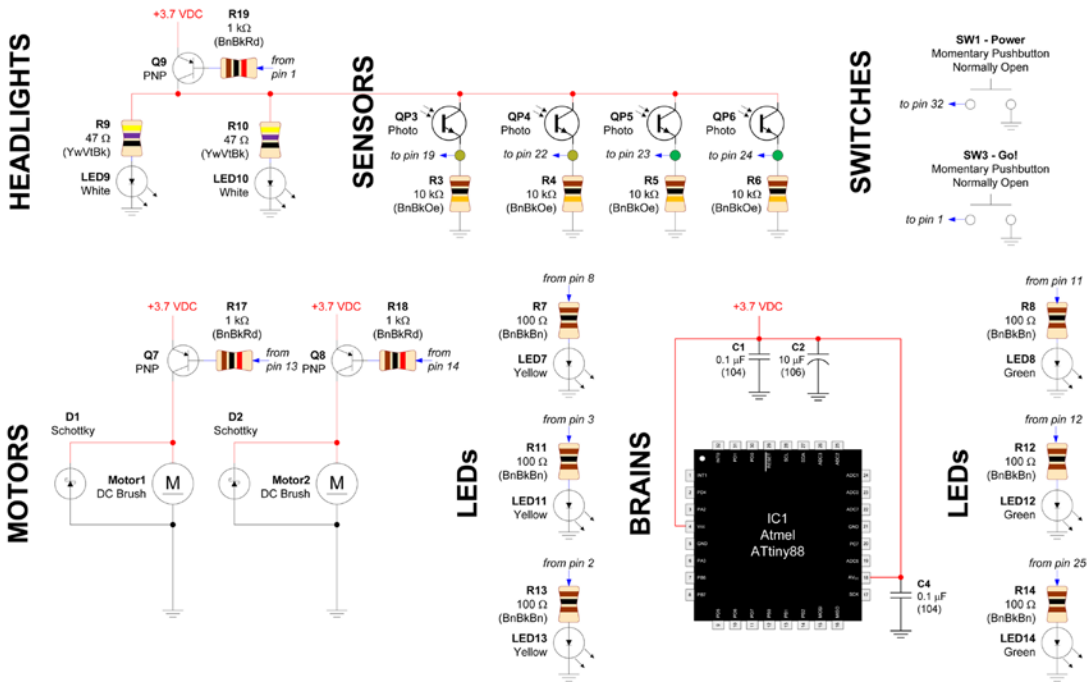 HEADLIGHTS
+3.7 VDC
R19
1 kΩ
(BnBkRd)
Q9
PNP
from
pin 1
R9
47 Ω
(YwVtBk)
LED9
White
R10
47 Ω
(YwVtBk)
LED10
White
SENSORS
QP3
Photo
to pin 19
R3
10 kΩ
(BnBkOe)
QP4
Photo
to pin 22
R4
10 kΩ
(BnBkOe)
QP5
Photo
to pin 23
R5
10 kΩ
(BnBkOe)
QP6
Photo
to pin 24
R6
10 kΩ
(BnBkOe)
SWITCHES
SW1 - Power
Momentary Pushbutton
Normally Open
to pin 32
SW3 - Go!
Momentary Pushbutton
Normally Open
to pin 1
MOTORS
+3.7 VDC
R17
1 kΩ
(BnBkRd)
Q7
PNP
from
pin 13
D1
Schottky
Motor1
DC Brush
M
+3.7 VDC
R18
1 kΩ
(BnBkRd)
Q8
PNP
from
pin 14
D2
Schottky
Motor2
DC Brush
M
LEDs
from pin 8
R7
100 Ω
(BnBkBn)
LED7
Yellow
from pin 3
R11
100 Ω
(BnBkBn)
LED11
Yellow
from pin 2
R13
100 Ω
(BnBkBn)
LED13
Yellow
BRAINS
+3.7 VDC
C1
0.1 µF
(104)
C2
10 µF
(106)
IC1
Atmel
ATtiny88
C4
0.1 µF
(104)
LEDs
from pin 11
R8
100 Ω
(BnBkBn)
LED8
Green
from pin 12
R12
100 Ω
(BnBkBn)
LED12
Green
from pin 25
R14
100 Ω
(BnBkBn)
LED14
Green